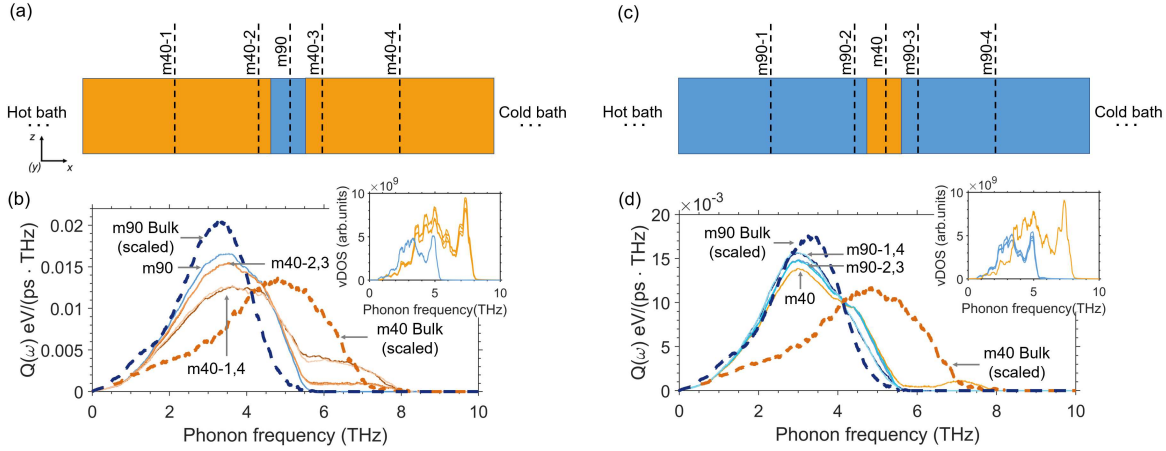 (a)
m40-1
m40-2
m90
m40-3
m40-4
Hot bath
...
Cold bath
...
z
(y)
x
(b)
Q(ω) eV/(ps · THz)
0.02
0.015
0.01
0.005
0
0 2 4 6 8 10
Phonon frequency (THz)
m90 Bulk
(scaled)
m90
m40-2,3
m40-1,4
m40 Bulk
(scaled)
×10⁹
vDOS (arb.units)
10
5
0
0 5 10
Phonon frequency(THz)
(c)
m90-1
m90-2
m40
m90-3
m90-4
Hot bath
...
Cold bath
...
(d)
×10⁻³
Q(ω) eV/(ps · THz)
20
15
10
5
0
0 2 4 6 8 10
Phonon frequency (THz)
m90 Bulk
(scaled)
m90-1,4
m90-2,3
m40
m40 Bulk
(scaled)
×10⁹
vDOS (arb.units)
10
5
0
0 5 10
Phonon frequency(THz)